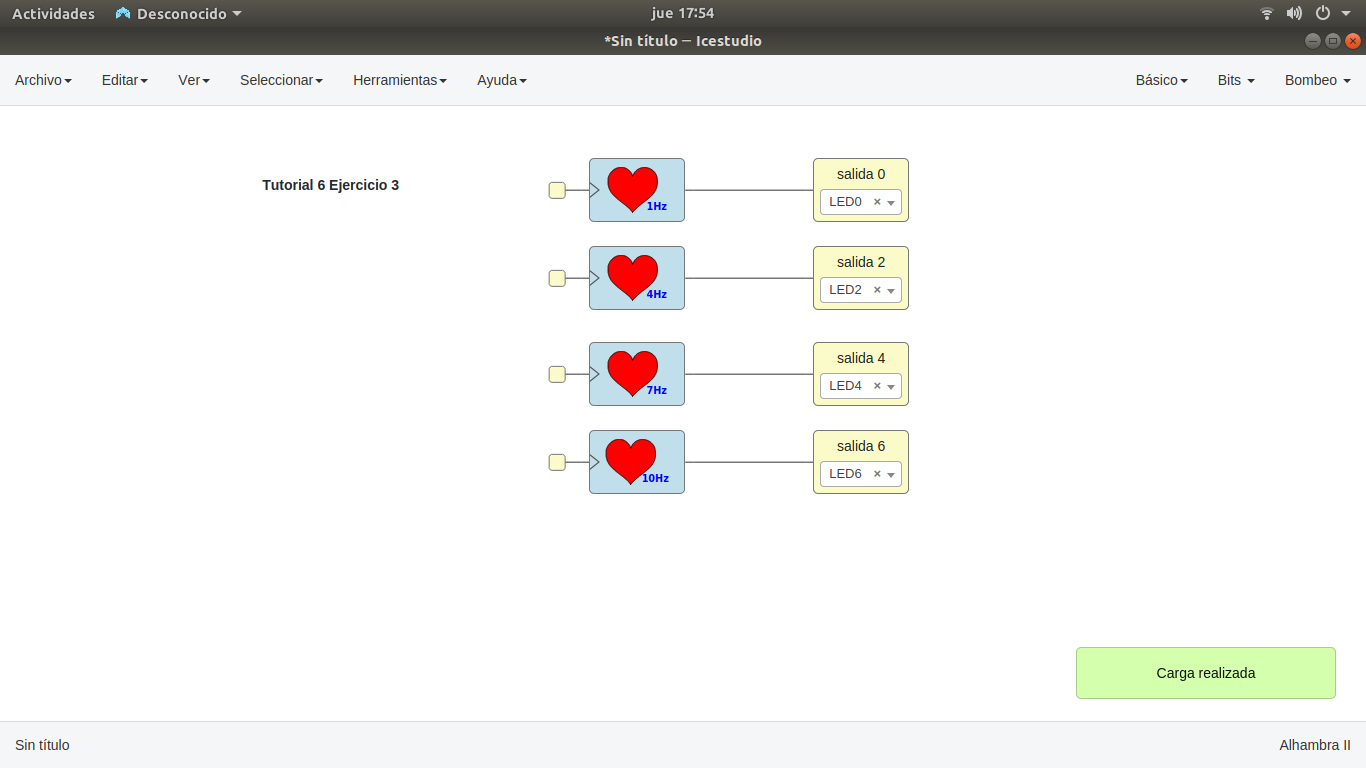 Actividades Desconocido jue 17:54
*Sin título — Icestudio
Archivo Editar Ver Seleccionar Herramientas Ayuda Básico Bits Bombeo
Tutorial 6 Ejercicio 3
1Hz
salida 0
LED0 ×
4Hz
salida 2
LED2 ×
7Hz
salida 4
LED4 ×
10Hz
salida 6
LED6 ×
Carga realizada
Sin título Alhambra II